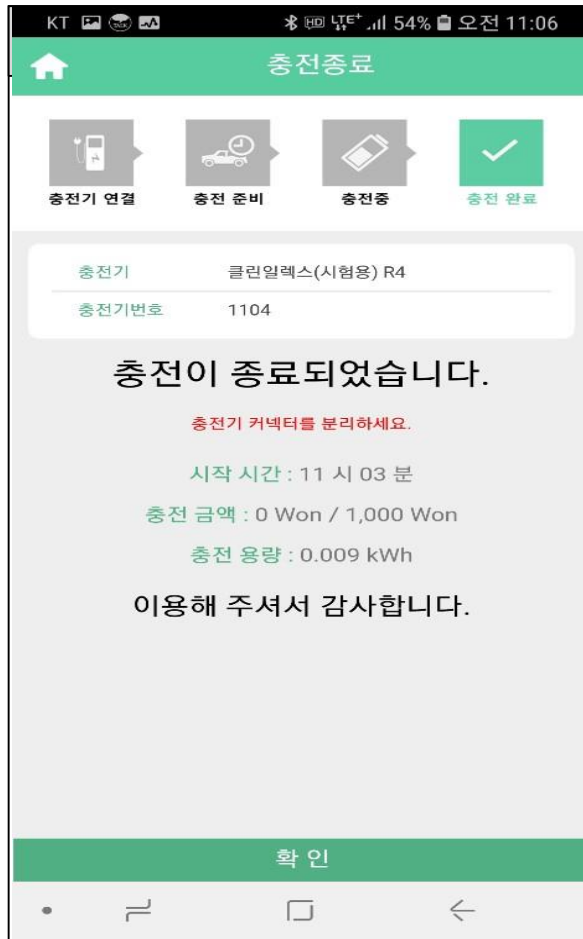 KT HD LTE+ 54% 오전 11:06
충전종료
충전기 연결 충전 준비 충전중 충전 완료
충전기 클린일렉스(시험용) R4
충전기번호 1104
충전이 종료되었습니다.
충전기 커넥터를 분리하세요.
시작 시간 : 11 시 03 분
충전 금액 : 0 Won / 1,000 Won
충전 용량 : 0.009 kWh
이용해 주셔서 감사합니다.
확 인